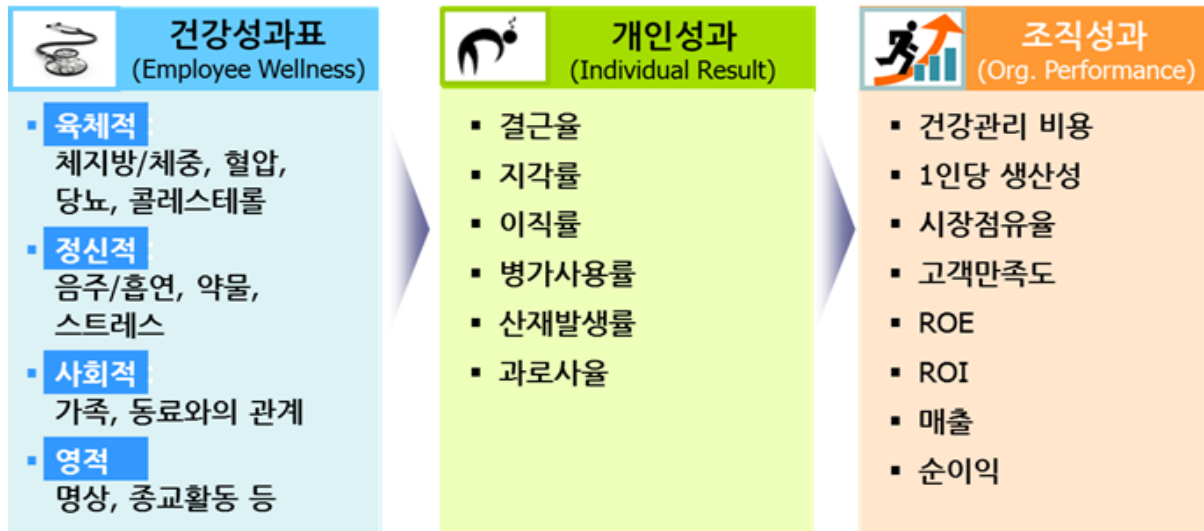 건강성과표
(Employee Wellness)
▪ 육체적 :
체지방/체중, 혈압,
당뇨, 콜레스테롤
▪ 정신적 :
음주/흡연, 약물,
스트레스
▪ 사회적 :
가족, 동료와의 관계
▪ 영적
명상, 종교활동 등
개인성과
(Individual Result)
▪ 결근율
▪ 지각률
▪ 이직률
▪ 병가사용률
▪ 산재발생률
▪ 과로사율
조직성과
(Org. Performance)
▪ 건강관리 비용
▪ 1인당 생산성
▪ 시장점유율
▪ 고객만족도
▪ ROE
▪ ROI
▪ 매출
▪ 순이익